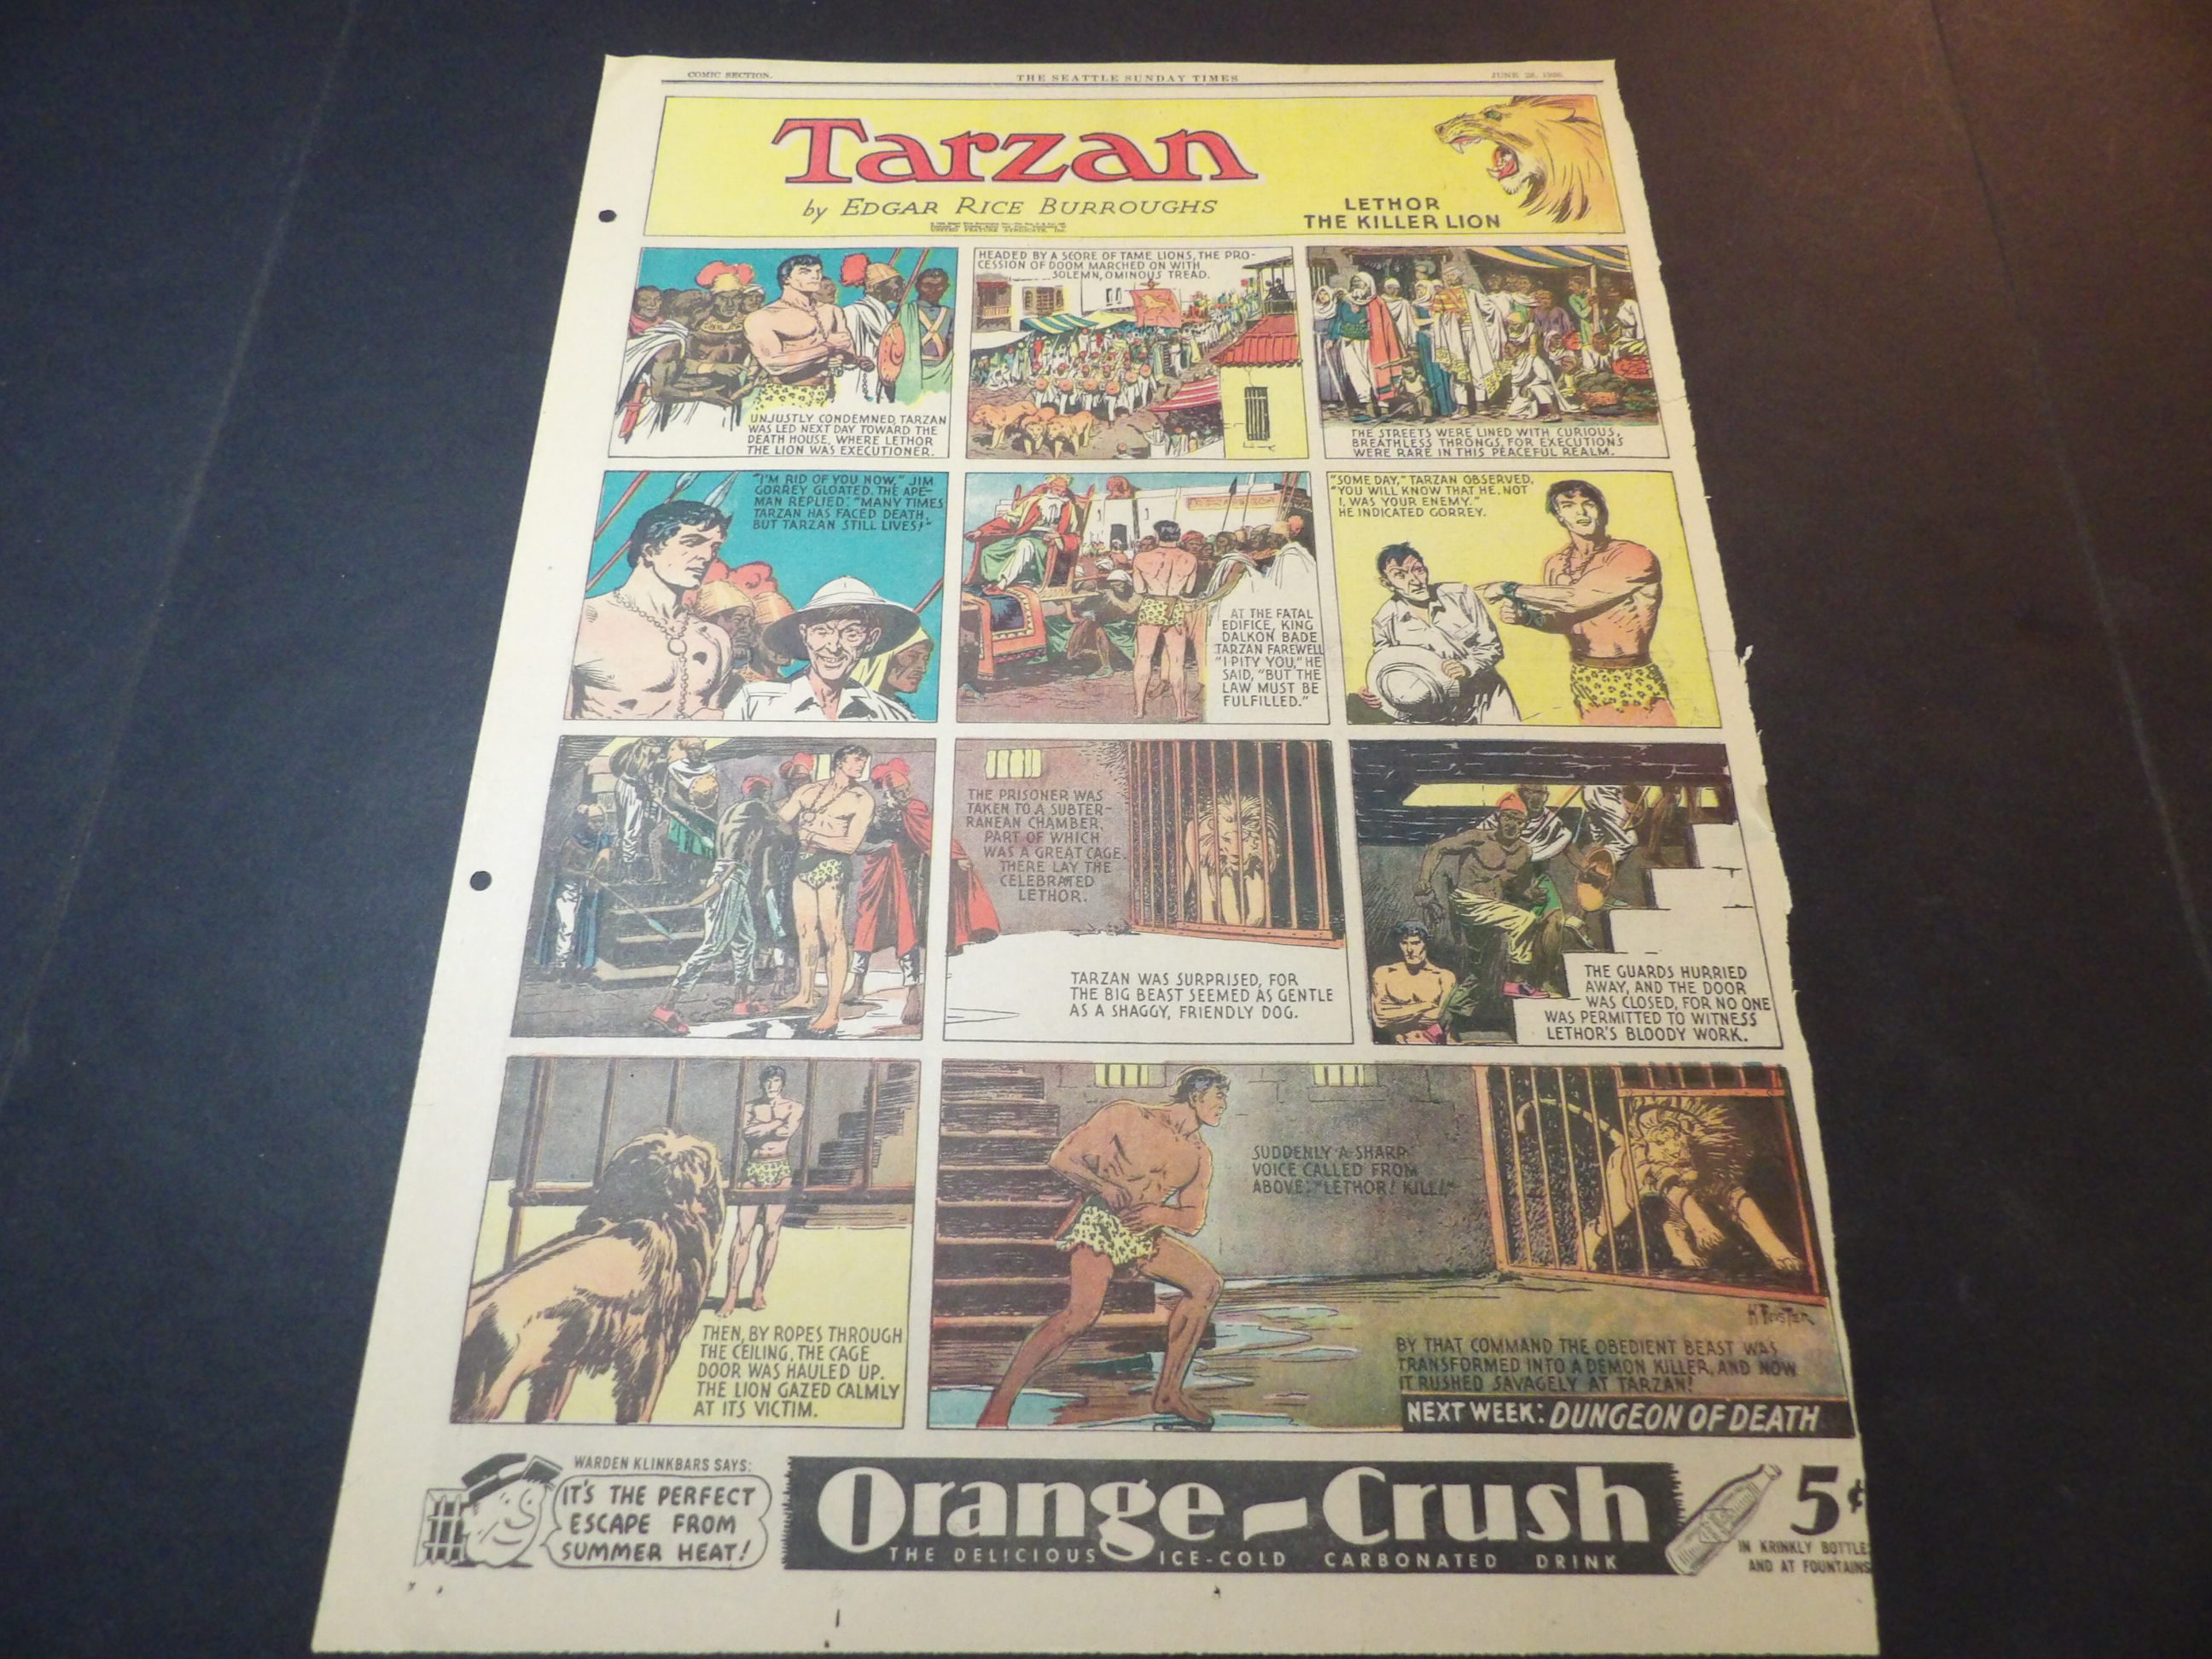 COMIC SECTION.
THE SEATTLE SUNDAY TIMES
JUNE 28, 1936
Tarzan
by EDGAR RICE BURROUGHS
UNITED FEATURE SYNDICATE, Inc.
LETHOR
THE KILLER LION
UNJUSTLY CONDEMNED, TARZAN
WAS LED NEXT DAY TOWARD THE
DEATH HOUSE, WHERE LETHOR
THE LION WAS EXECUTIONER.
HEADED BY A SCORE OF TAME LIONS, THE PRO-
CESSION OF DOOM MARCHED ON WITH
SOLEMN, OMINOUS TREAD.
THE STREETS WERE LINED WITH CURIOUS,
BREATHLESS THRONGS, FOR EXECUTIONS
WERE RARE IN THIS PEACEFUL REALM.
"I'M RID OF YOU NOW," JIM
GORREY GLOATED. THE APE-
MAN REPLIED: "MANY TIMES
TARZAN HAS FACED DEATH,
BUT TARZAN STILL LIVES!"
AT THE FATAL
EDIFICE, KING
DALKON BADE
TARZAN FAREWELL
"I PITY YOU," HE
SAID, "BUT THE
LAW MUST BE
FULFILLED."
"SOME DAY," TARZAN OBSERVED,
"YOU WILL KNOW THAT HE, NOT
I, WAS YOUR ENEMY."
HE INDICATED GORREY.
THE PRISONER WAS
TAKEN TO A SUBTER-
RANEAN CHAMBER,
PART OF WHICH
WAS A GREAT CAGE.
THERE LAY THE
CELEBRATED
LETHOR.
TARZAN WAS SURPRISED, FOR
THE BIG BEAST SEEMED AS GENTLE
AS A SHAGGY, FRIENDLY DOG.
THE GUARDS HURRIED
AWAY, AND THE DOOR
WAS CLOSED, FOR NO ONE
WAS PERMITTED TO WITNESS
LETHOR'S BLOODY WORK.
THEN, BY ROPES THROUGH
THE CEILING, THE CAGE
DOOR WAS HAULED UP.
THE LION GAZED CALMLY
AT ITS VICTIM.
SUDDENLY A SHARP
VOICE CALLED FROM
ABOVE: "LETHOR! KILL!"
H FOSTER
BY THAT COMMAND THE OBEDIENT BEAST WAS
TRANSFORMED INTO A DEMON KILLER, AND NOW
IT RUSHED SAVAGELY AT TARZAN!
NEXT WEEK: DUNGEON OF DEATH
WARDEN KLINKBARS SAYS:
IT'S THE PERFECT
ESCAPE FROM
SUMMER HEAT!
Orange-Crush
THE DELICIOUS ICE-COLD CARBONATED DRINK
5¢
IN KRINKLY BOTTLE
AND AT FOUNTAINS